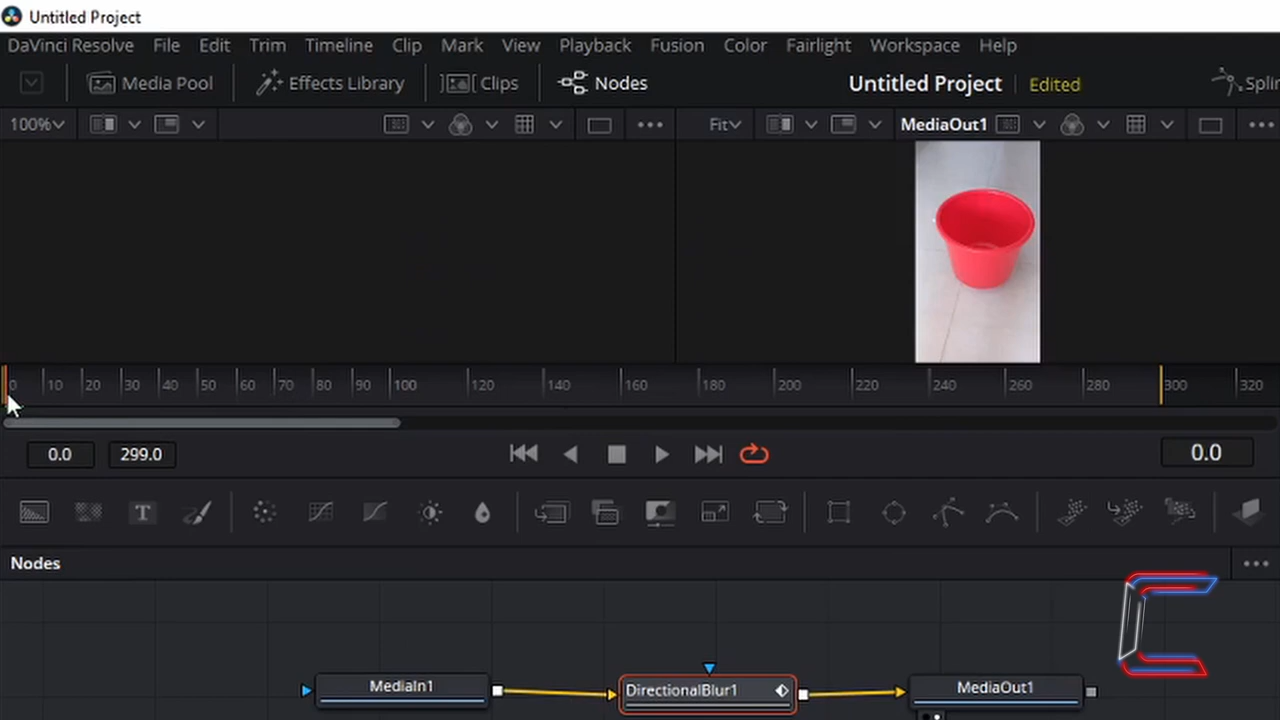 Untitled Project
DaVinci Resolve File Edit Trim Timeline Clip Mark View Playback Fusion Color Fairlight Workspace Help
Media Pool Effects Library Clips Nodes Untitled Project Edited
100% Fit MediaOut1
0 10 20 30 40 50 60 70 80 90 100 120 140 160 180 200 220 240 260 280 300 320
0.0 299.0 0.0
T
Nodes
MediaIn1 DirectionalBlur1 MediaOut1